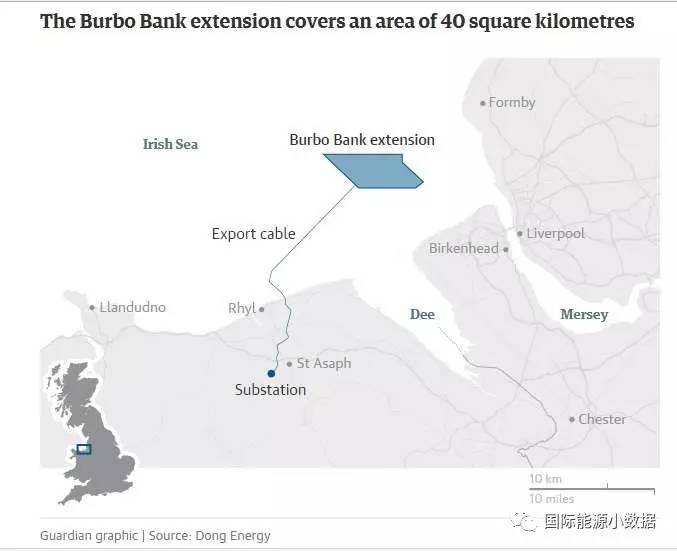 The Burbo Bank extension covers an area of 40 square kilometres
Formby
Irish Sea
Burbo Bank extension
Export cable
Liverpool
Birkenhead
Llandudno
Rhyl
Dee
Mersey
St Asaph
Substation
Chester
10 km
10 miles
国际能源小数据
Guardian graphic | Source: Dong Energy